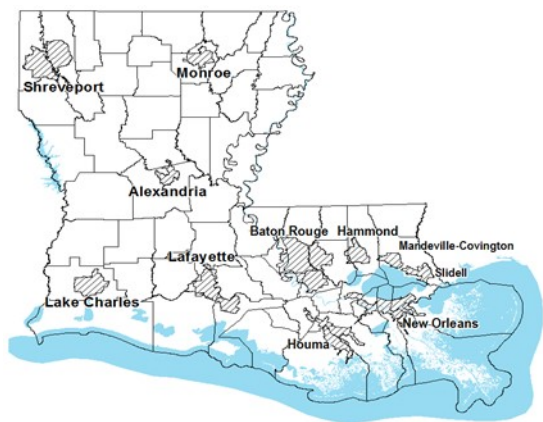 Monroe
Shreveport
Alexandria
Baton Rouge
Hammond
Mandeville-Covington
Lafayette
Slidell
Lake Charles
New Orleans
Houma